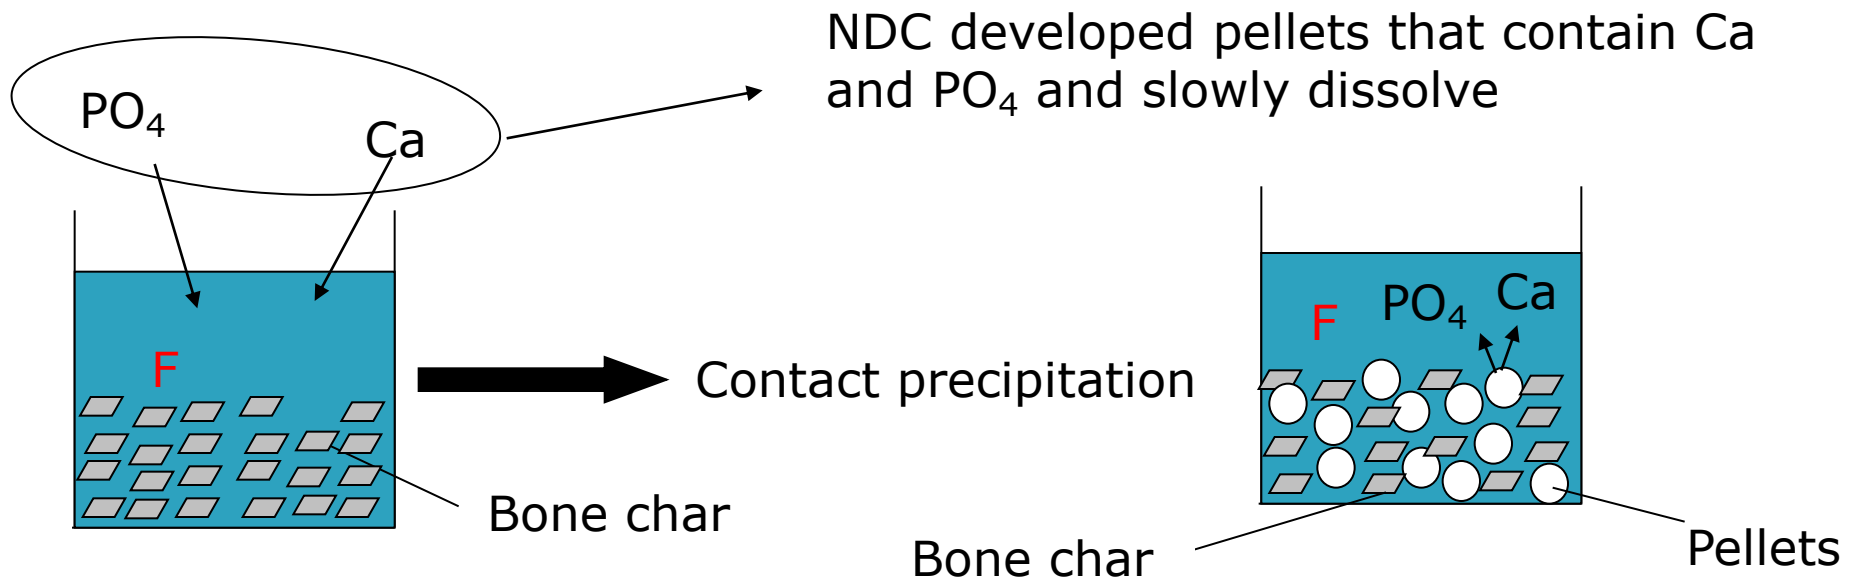 NDC developed pellets that contain Ca
and PO₄ and slowly dissolve
PO₄
Ca
F
Contact precipitation
Bone char
F
PO₄
Ca
Bone char
Pellets